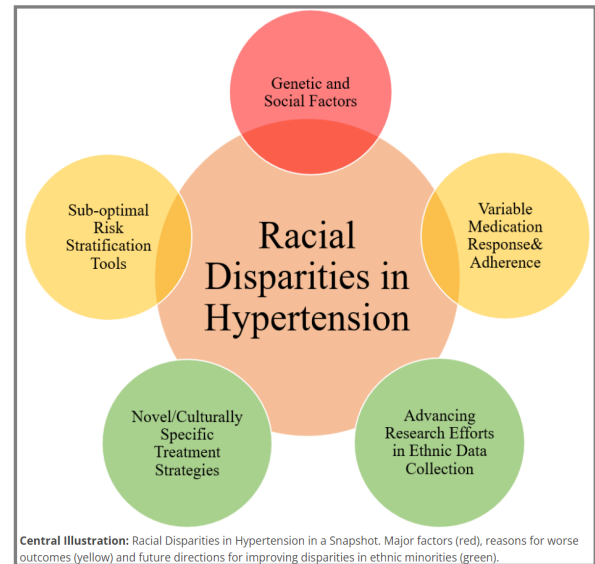 Genetic and
Social Factors
Sub-optimal
Risk
Stratification
Tools
Variable
Medication
Response&
Adherence
Racial
Disparities in
Hypertension
Novel/Culturally
Specific
Treatment
Strategies
Advancing
Research Efforts
in Ethnic Data
Collection
Central Illustration: Racial Disparities in Hypertension in a Snapshot. Major factors (red), reasons for worse
outcomes (yellow) and future directions for improving disparities in ethnic minorities (green).